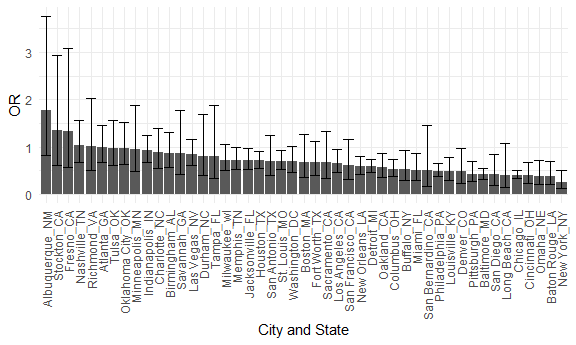 OR
3
2
1
0
Albuquerque_NM
Stockton_CA
Fresno_CA
Nashville_TN
Richmond_VA
Atlanta_GA
Tulsa_OK
Oklahoma City_OK
Minneapolis_MN
Indianapolis_IN
Charlotte_NC
Birmingham_AL
Savannah_GA
Las Vegas_NV
Durham_NC
Tampa_FL
Milwaukee_wI
Memphis_TN
Jacksonville_FL
Houston_TX
San Antonio_TX
St. Louis_MO
Washington_DC
Boston_MA
Fort Worth_TX
Sacramento_CA
Los Angeles_CA
San Francisco_CA
New Orleans_LA
Detroit_MI
Oakland_CA
Columbus_OH
Buffalo_NY
Miami_FL
San Bernardino_CA
Philadelphia_PA
Louisville_KY
Denver_CO
Pittsburgh_PA
Baltimore_MD
San Diego_CA
Long Beach_CA
Chicago_IL
Cincinnati_OH
Omaha_NE
Baton Rouge_LA
New York_NY
City and State